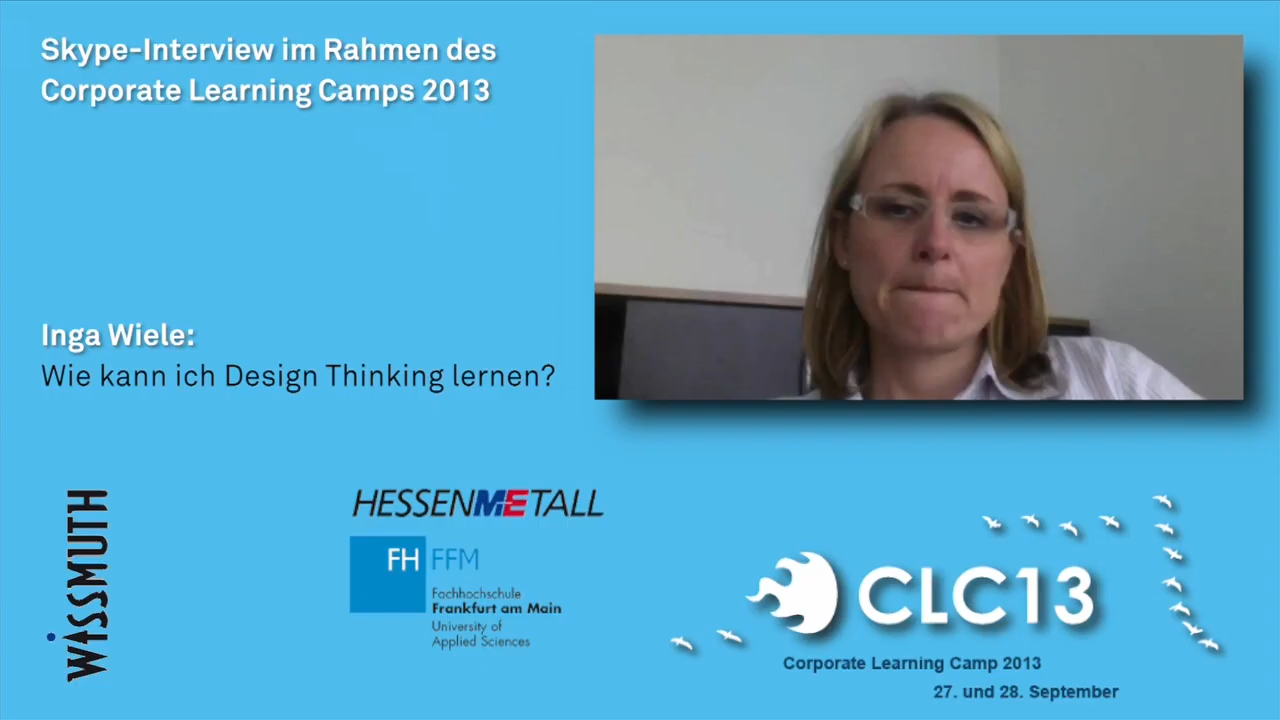 Skype-Interview im Rahmen des
Corporate Learning Camps 2013
Inga Wiele:
Wie kann ich Design Thinking lernen?
WiSSMUTH
HESSENMETALL
FH FFM
Fachhochschule
Frankfurt am Main
University of
Applied Sciences
CLC13
Corporate Learning Camp 2013
27. und 28. September